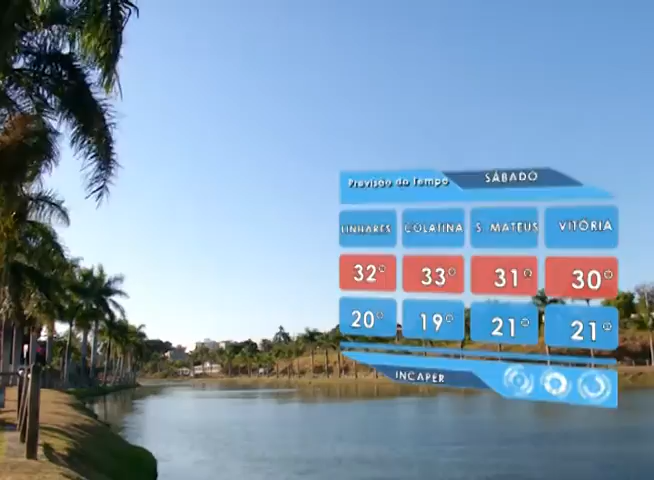 Previsão do Tempo SÁBADO
LINHARES COLATINA S. MATEUS VITÓRIA
32° 33° 31° 30°
20° 19° 21° 21°
INCAPER